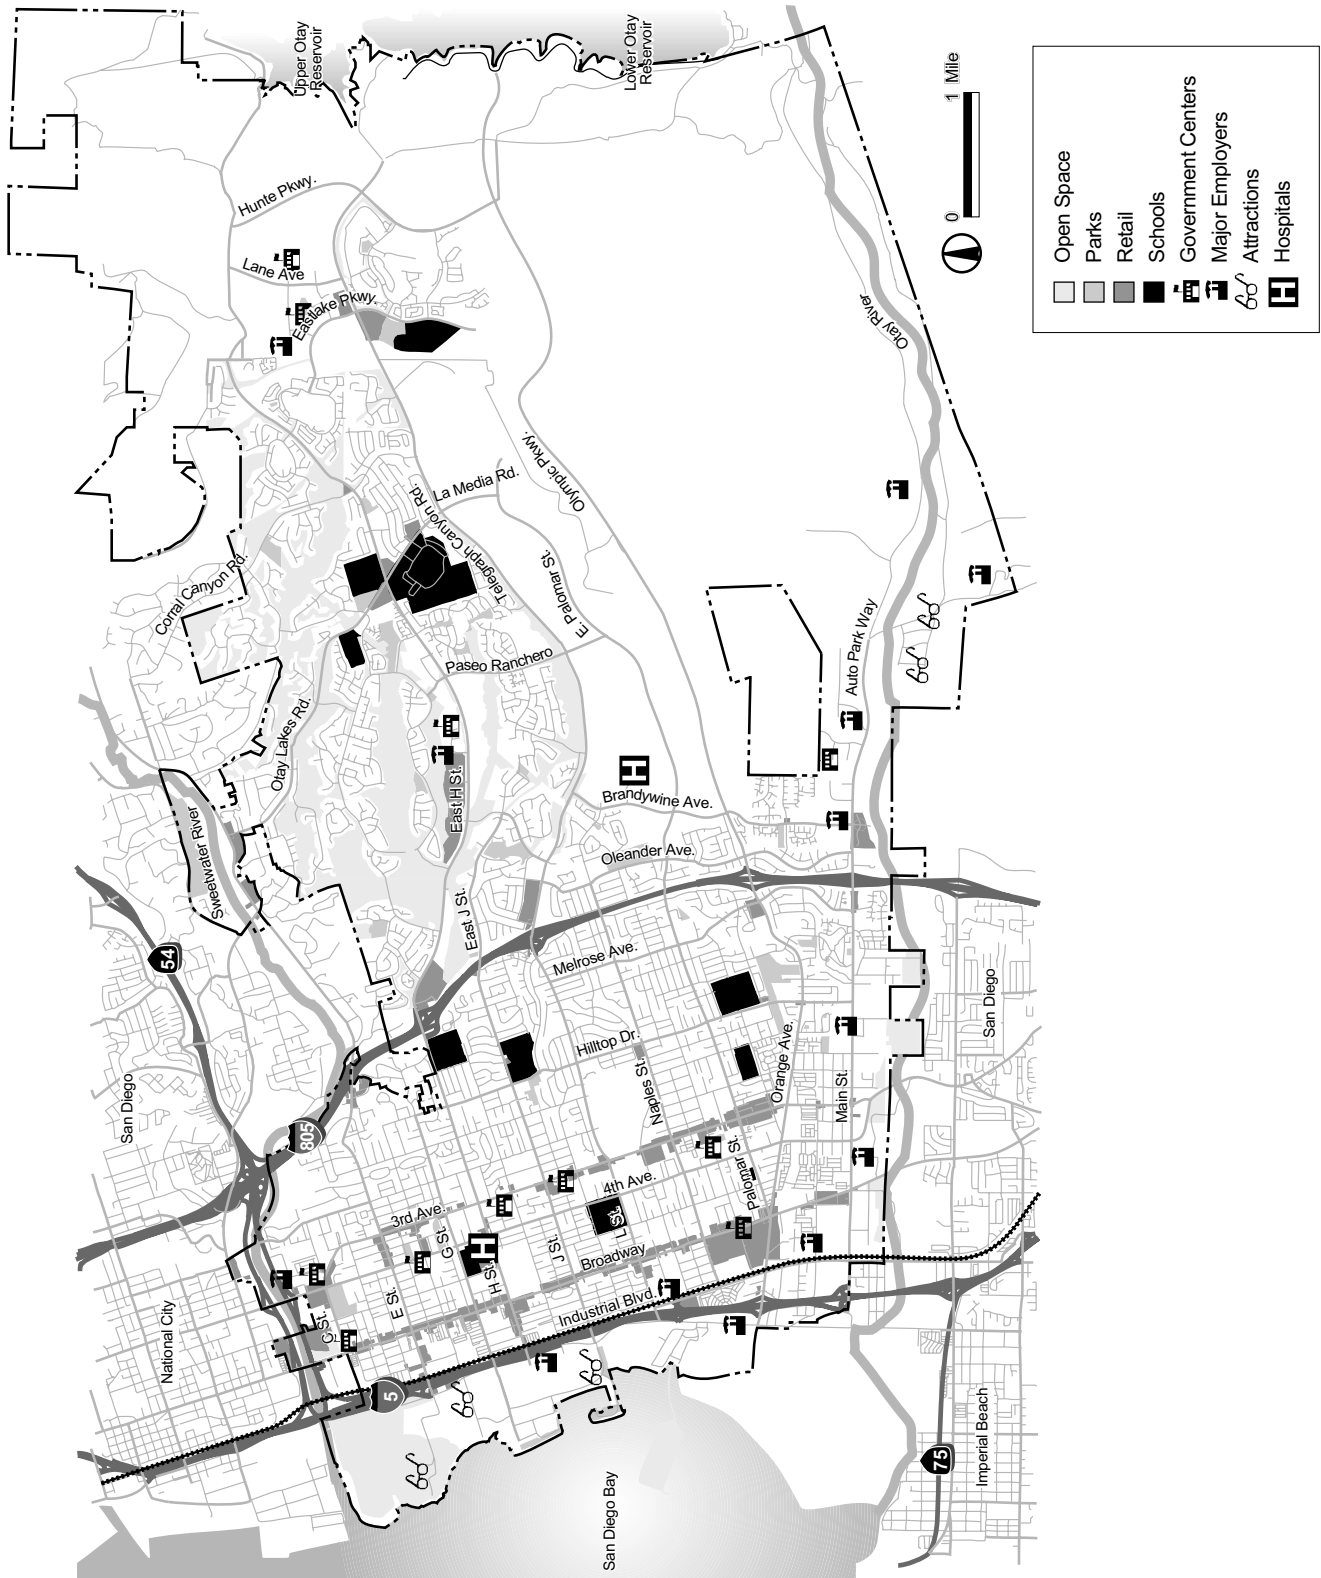 Upper Otay
Reservoir
Lower Otay
Reservoir
1 Mile
0
Hunte Pkwy.
Lane Ave
Eastlake Pkwy.
Otay River
Open Space
Parks
Retail
Schools
Government Centers
Major Employers
Attractions
H
Hospitals
Corral Canyon Rd.
La Media Rd.
Olympic Pkwy.
Telegraph Canyon Rd.
E. Palomar St.
Paseo Ranchero
Auto Park Way
Otay Lakes Rd.
Sweetwater River
East H St.
H
Brandywine Ave.
Oleander Ave.
East J St.
54
Melrose Ave.
San Diego
San Diego
805
Hilltop Dr.
Naples St.
Orange Ave.
Main St.
Palomar St.
3rd Ave.
4th Ave.
L St.
G St.
H
H St.
J St.
Broadway
E St.
C St.
Industrial Blvd.
National City
5
75
Imperial Beach
San Diego Bay